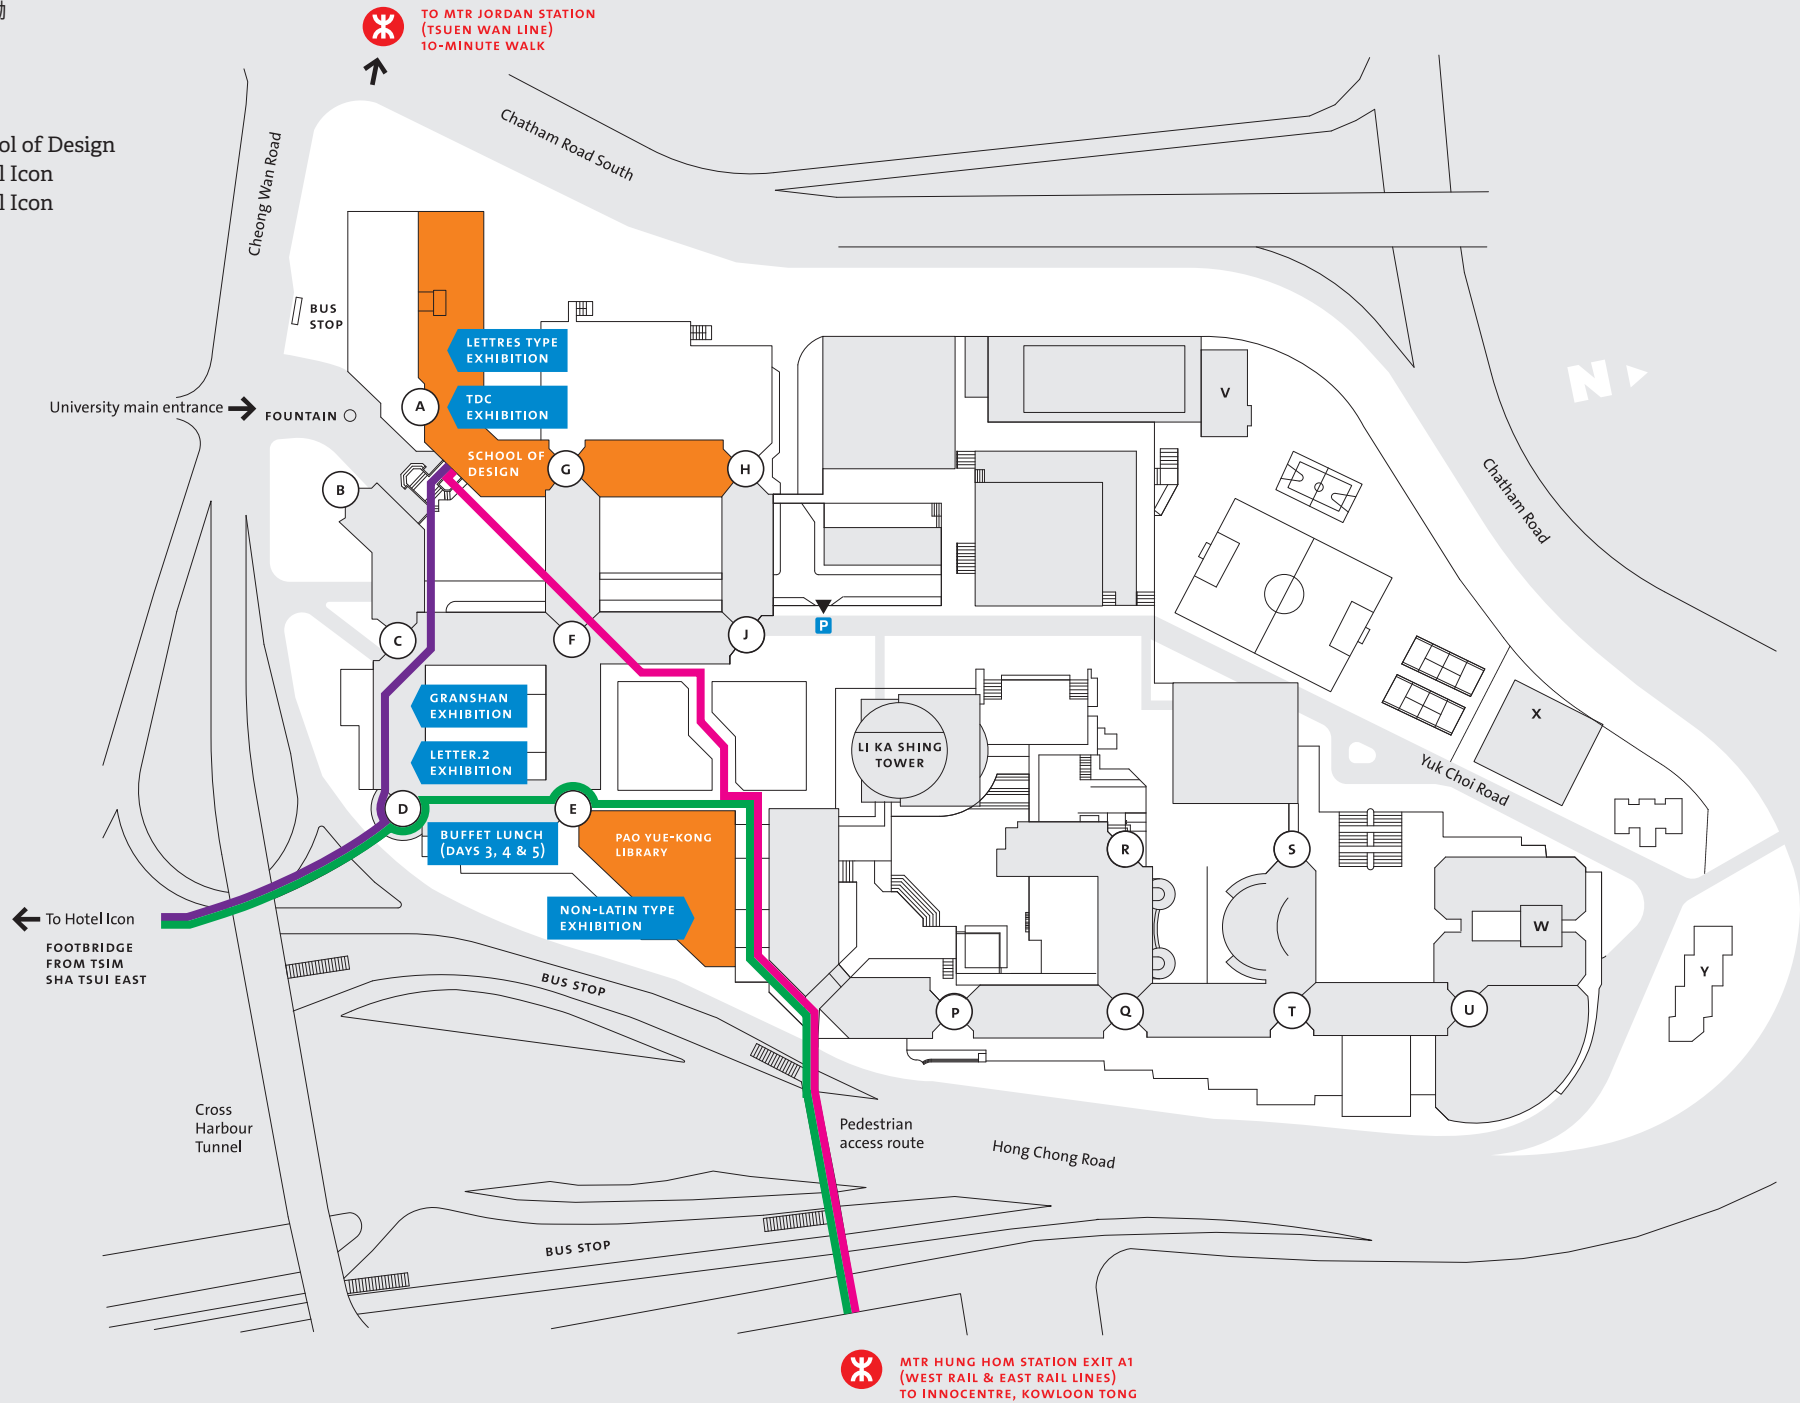 TO MTR JORDAN STATION
(TSUEN WAN LINE)
10-MINUTE WALK
Chatham Road South
Cheong Wan Road
ol of Design
l Icon
l Icon
BUS
STOP
LETTRES TYPE
EXHIBITION
TDC
EXHIBITION
A
V
N
University main entrance
FOUNTAIN
SCHOOL OF
DESIGN
G
H
B
Chatham Road
C
F
J
P
GRANSHAN
EXHIBITION
LETTER.2
EXHIBITION
LI KA SHING
TOWER
X
Yuk Choi Road
D
E
BUFFET LUNCH
(DAYS 3, 4 & 5)
PAO YUE-KONG
LIBRARY
R
S
NON-LATIN TYPE
EXHIBITION
W
To Hotel Icon
FOOTBRIDGE
FROM TSIM
SHA TSUI EAST
Y
BUS STOP
P
Q
T
U
Cross
Harbour
Tunnel
Pedestrian
access route
Hong Chong Road
BUS STOP
MTR HUNG HOM STATION EXIT A1
(WEST RAIL & EAST RAIL LINES)
TO INNOCENTRE, KOWLOON TONG